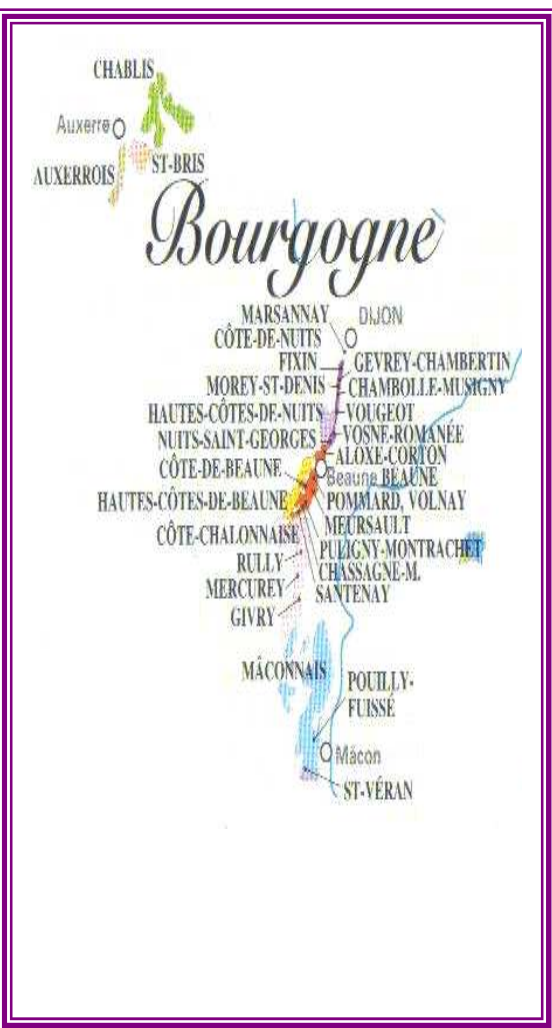 CHABLIS
Auxerre
ST-BRIS
AUXERROIS
Bourgogne
MARSANNAY
DIJON
CÔTE-DE-NUITS
FIXIN
GEVREY-CHAMBERTIN
MOREY-ST-DENIS
CHAMBOLLE-MUSIGNY
HAUTES-CÔTES-DE-NUITS
VOUGEOT
NUITS-SAINT-GEORGES
VOSNE-ROMANÉE
ALOXE-CORTON
CÔTE-DE-BEAUNE
Beaune BEAUNE
HAUTES-CÔTES-DE-BEAUNE
POMMARD, VOLNAY
MEURSAULT
CÔTE-CHALONNAISE
PULIGNY-MONTRACHET
RULLY
CHASSAGNE-M.
MERCUREY
SANTENAY
GIVRY
MÂCONNAIS
POUILLY-
FUISSÉ
Mâcon
ST-VÉRAN